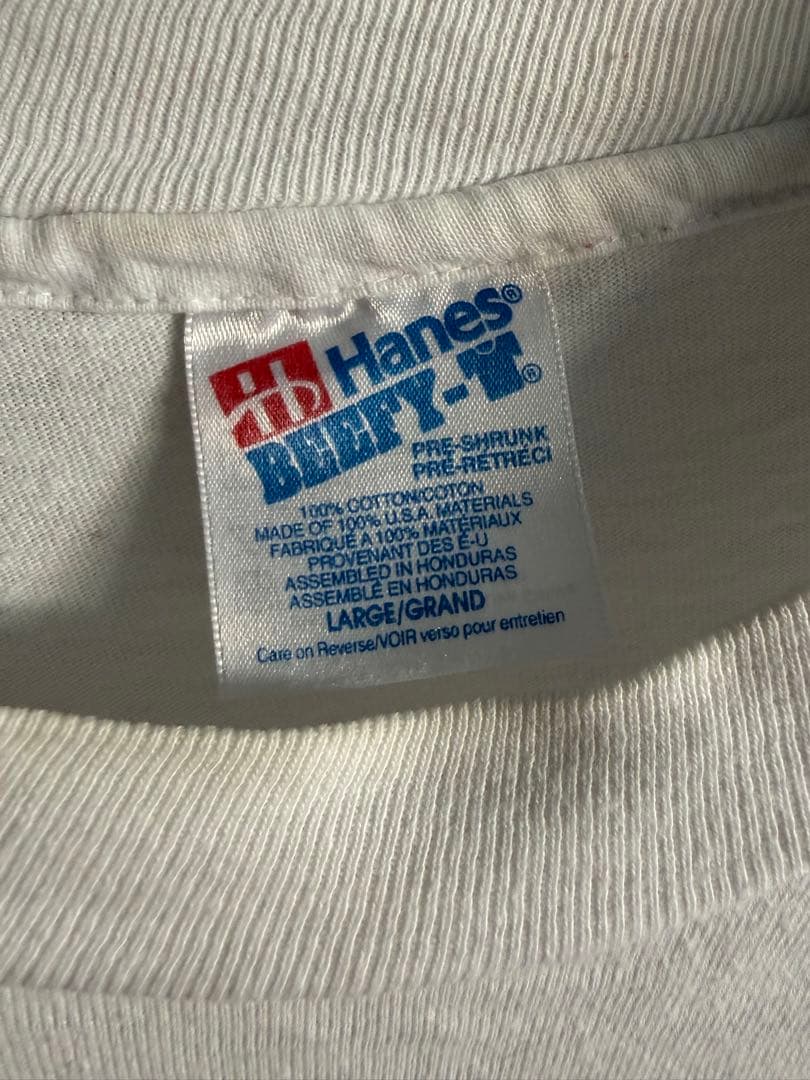 Hanes®
BEEFY-T®
PRE-SHRUNK
PRE-RÉTRÉCI
100% COTTON/COTON
MADE OF 100% U.S.A. MATERIALS
FABRIQUÉ A 100% MATÉRIAUX
PROVENANT DES É-U
ASSEMBLED IN HONDURAS
ASSEMBLÉ EN HONDURAS
LARGE/GRAND
Care on Reverse/VOIR verso pour entretien